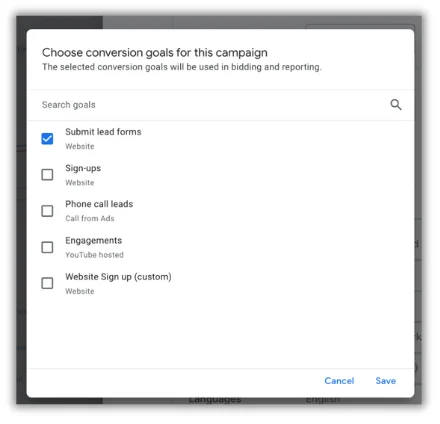 Choose conversion goals for this campaign
The selected conversion goals will be used in bidding and reporting.
Search goals
Submit lead forms
Website
Sign-ups
Website
Phone call leads
Call from Ads
Engagements
YouTube hosted
Website Sign up (custom)
Website
Cancel
Save
Languages
English